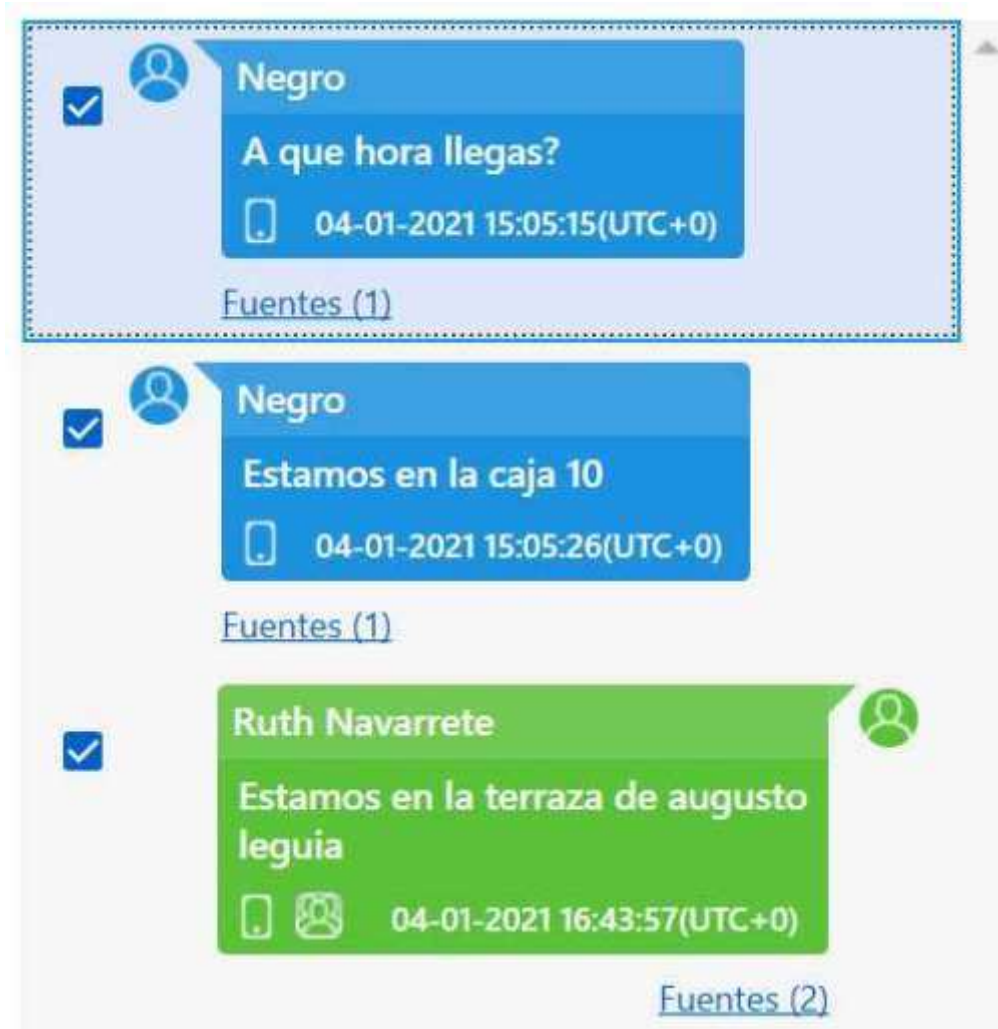 Negro
A que hora llegas?
04-01-2021 15:05:15(UTC+0)
Fuentes (1)
Negro
Estamos en la caja 10
04-01-2021 15:05:26(UTC+0)
Fuentes (1)
Ruth Navarrete
Estamos en la terraza de augusto
leguia
04-01-2021 16:43:57(UTC+0)
Fuentes (2)